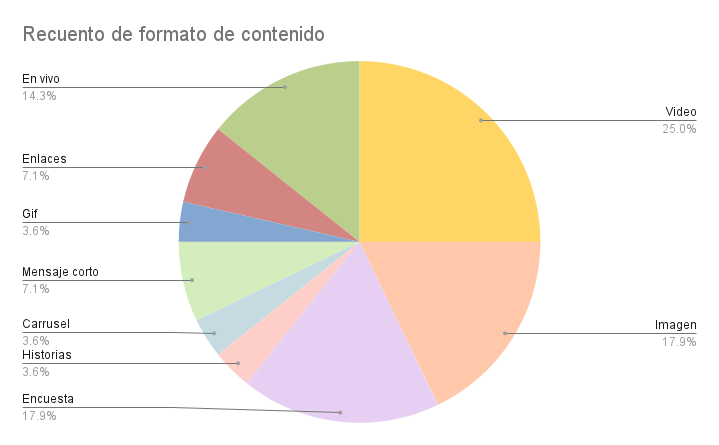 Recuento de formato de contenido
En vivo
14.3%
Enlaces
7.1%
Gif
3.6%
Mensaje corto
7.1%
Carrusel
3.6%
Historias
3.6%
Encuesta
17.9%
Video
25.0%
Imagen
17.9%